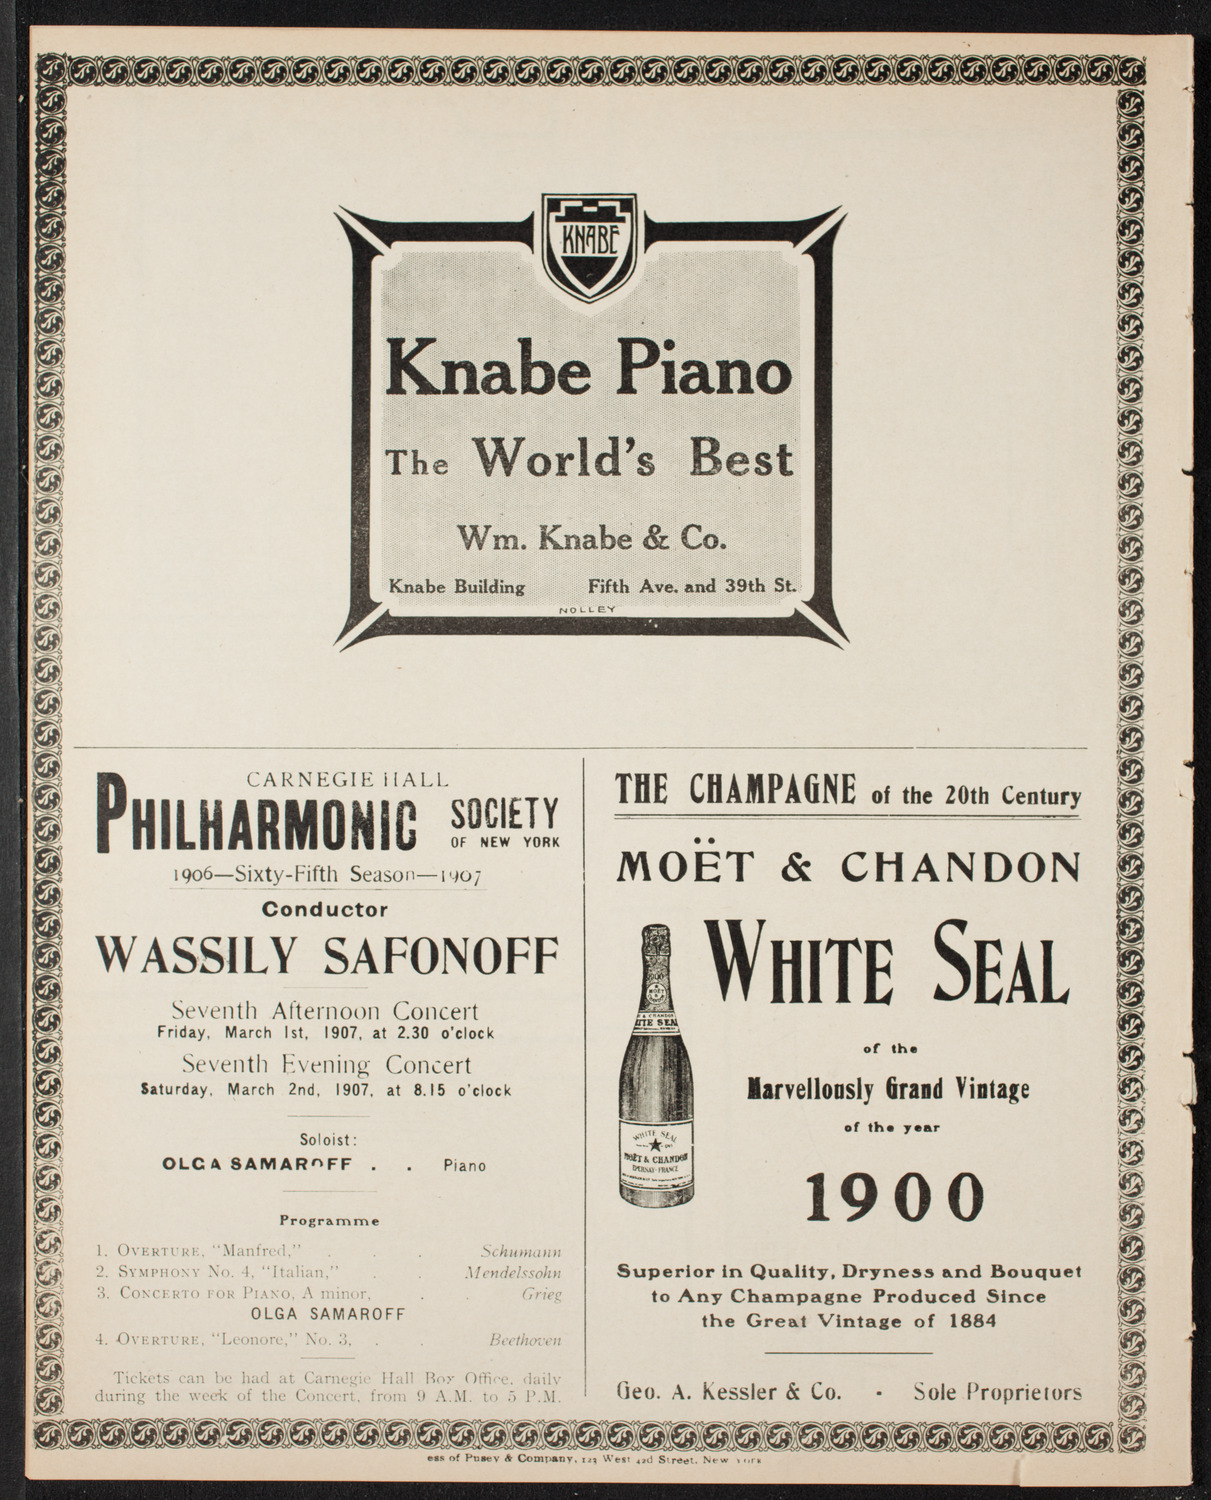 KNABE
Knabe Piano
The World's Best
Wm. Knabe & Co.
Knabe Building Fifth Ave. and 39th St.
NOLLEY
CARNEGIE HALL
PHILHARMONIC SOCIETY
OF NEW YORK
1906—Sixty-Fifth Season—1907
Conductor
WASSILY SAFONOFF
Seventh Afternoon Concert
Friday, March 1st, 1907, at 2.30 o'clock
Seventh Evening Concert
Saturday, March 2nd, 1907, at 8.15 o'clock
Soloist:
OLGA SAMAROFF . . Piano
Programme
1. OVERTURE, "Manfred," . . . Schumann
2. SYMPHONY No. 4, "Italian," . Mendelssohn
3. CONCERTO FOR PIANO, A minor, . . Grieg
OLGA SAMAROFF
4. OVERTURE, "Leonore," No. 3, . . Beethoven
Tickets can be had at Carnegie Hall Box Office, daily
during the week of the Concert, from 9 A.M. to 5 P.M.
THE CHAMPAGNE of the 20th Century
MOËT & CHANDON
WHITE SEAL
of the
Marvellously Grand Vintage
of the year
1900
WHITE SEAL
MOËT & CHANDON
EPERNAY-FRANCE
Superior in Quality, Dryness and Bouquet
to Any Champagne Produced Since
the Great Vintage of 1884
Geo. A. Kessler & Co. - Sole Proprietors
ess of Pusey & Company, 123 West 42d Street, New York